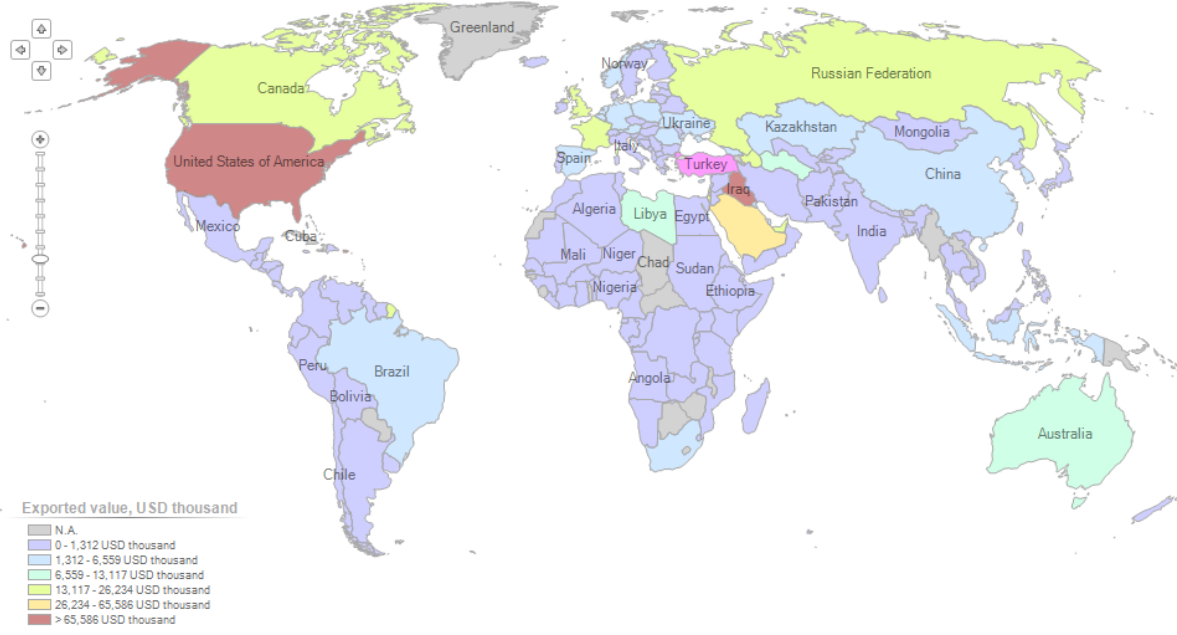 Greenland
Norway
Russian Federation
Canada
Ukraine
Kazakhstan
Mongolia
Italy
Spain
United States of America
Turkey
China
Iraq
Pakistan
Algeria
Libya
Egypt
Mexico
Cuba
India
Mali
Niger
Chad
Sudan
Nigeria
Ethiopia
Peru
Brazil
Angola
Bolivia
Australia
Chile
Exported value, USD thousand
N.A.
0 - 1,312 USD thousand
1,312 - 6,559 USD thousand
6,559 - 13,117 USD thousand
13,117 - 26,234 USD thousand
26,234 - 65,586 USD thousand
> 65,586 USD thousand